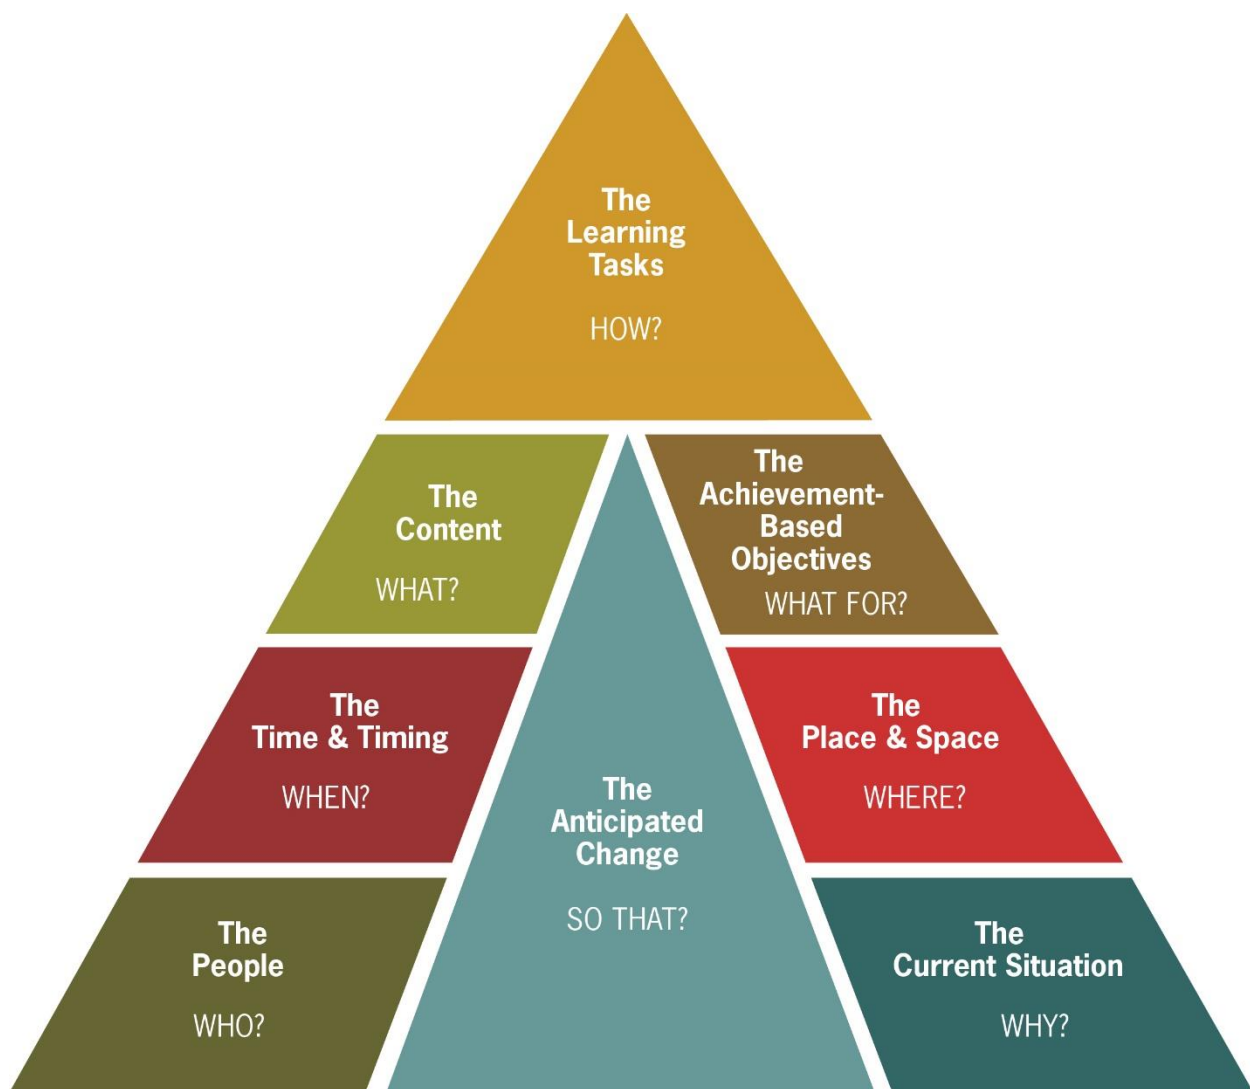 The
Learning
Tasks
HOW?
The
Content
WHAT?
The
Achievement-
Based
Objectives
WHAT FOR?
The
Time & Timing
WHEN?
The
Place & Space
WHERE?
The
Anticipated
Change
SO THAT?
The
People
WHO?
The
Current Situation
WHY?